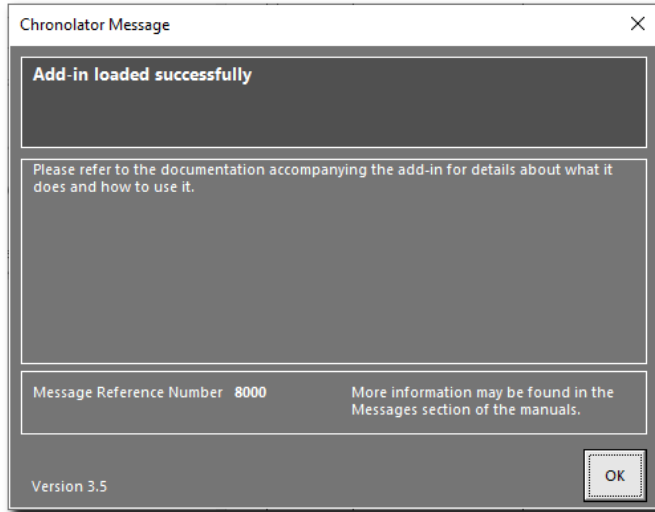 Chronolator Message
Add-in loaded successfully
Please refer to the documentation accompanying the add-in for details about what it
does and how to use it.
Message Reference Number 8000
More information may be found in the
Messages section of the manuals.
Version 3.5
OK